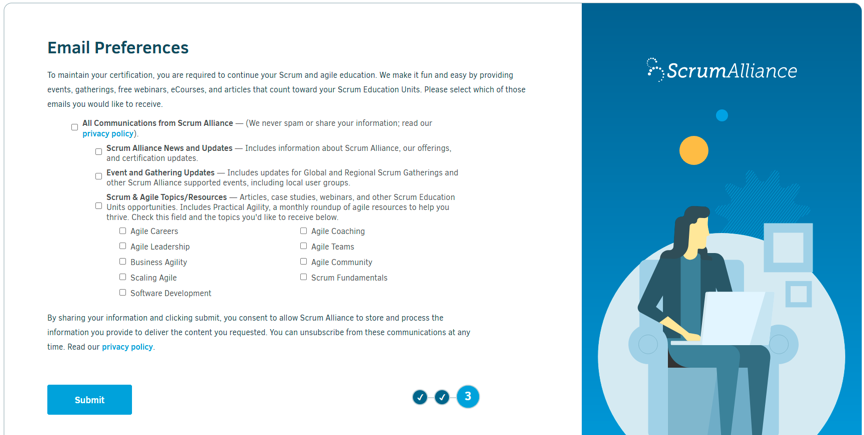 Email Preferences
To maintain your certification, you are required to continue your Scrum and agile education. We make it fun and easy by providing
events, gatherings, free webinars, eCourses, and articles that count toward your Scrum Education Units. Please select which of those
emails you would like to receive.
All Communications from Scrum Alliance — (We never spam or share your information; read our
privacy policy).
Scrum Alliance News and Updates — Includes information about Scrum Alliance, our offerings,
and certification updates.
Event and Gathering Updates — Includes updates for Global and Regional Scrum Gatherings and
other Scrum Alliance supported events, including local user groups.
Scrum & Agile Topics/Resources — Articles, case studies, webinars, and other Scrum Education
Units opportunities. Includes Practical Agility, a monthly roundup of agile resources to help you
thrive. Check this field and the topics you'd like to receive below.
Agile Careers
Agile Leadership
Business Agility
Scaling Agile
Software Development
Agile Coaching
Agile Teams
Agile Community
Scrum Fundamentals
By sharing your information and clicking submit, you consent to allow Scrum Alliance to store and process the
information you provide to deliver the content you requested. You can unsubscribe from these communications at any
time. Read our privacy policy.
Submit
3
ScrumAlliance